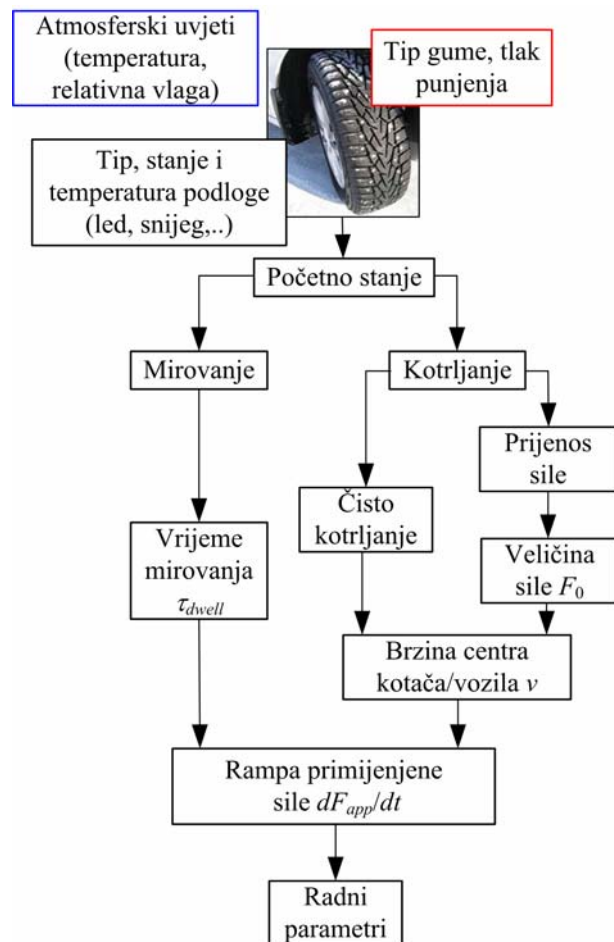 Atmosferski uvjeti
(temperatura,
relativna vlaga)
Tip gume, tlak
punjenja
Tip, stanje i
temperatura podloge
(led, snijeg,..)
Početno stanje
Mirovanje
Kotrljanje
Prijenos
sile
Čisto
kotrljanje
Vrijeme
mirovanja
τdwell
Veličina
sile F0
Brzina centra
kotača/vozila v
Rampa primijenjene
sile dFapp/dt
Radni
parametri